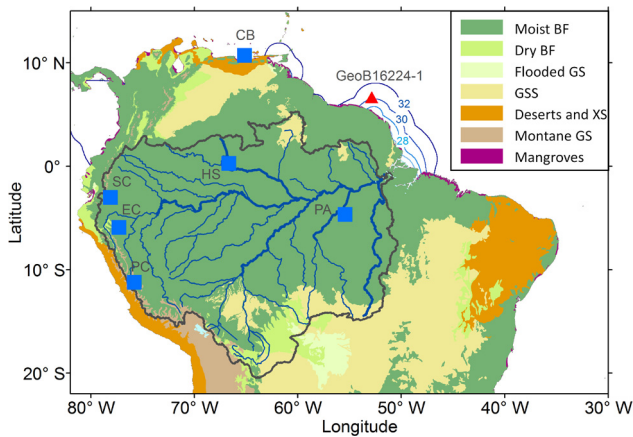 CB
10° N
0°
10° S
20° S
Latitude
80° W
70° W
60° W
50° W
40° W
30° W
Longitude
GeoB16224-1
32
30
28
HS
SC
EC
PA
PC
Moist BF
Dry BF
Flooded GS
GSS
Deserts and XS
Montane GS
Mangroves